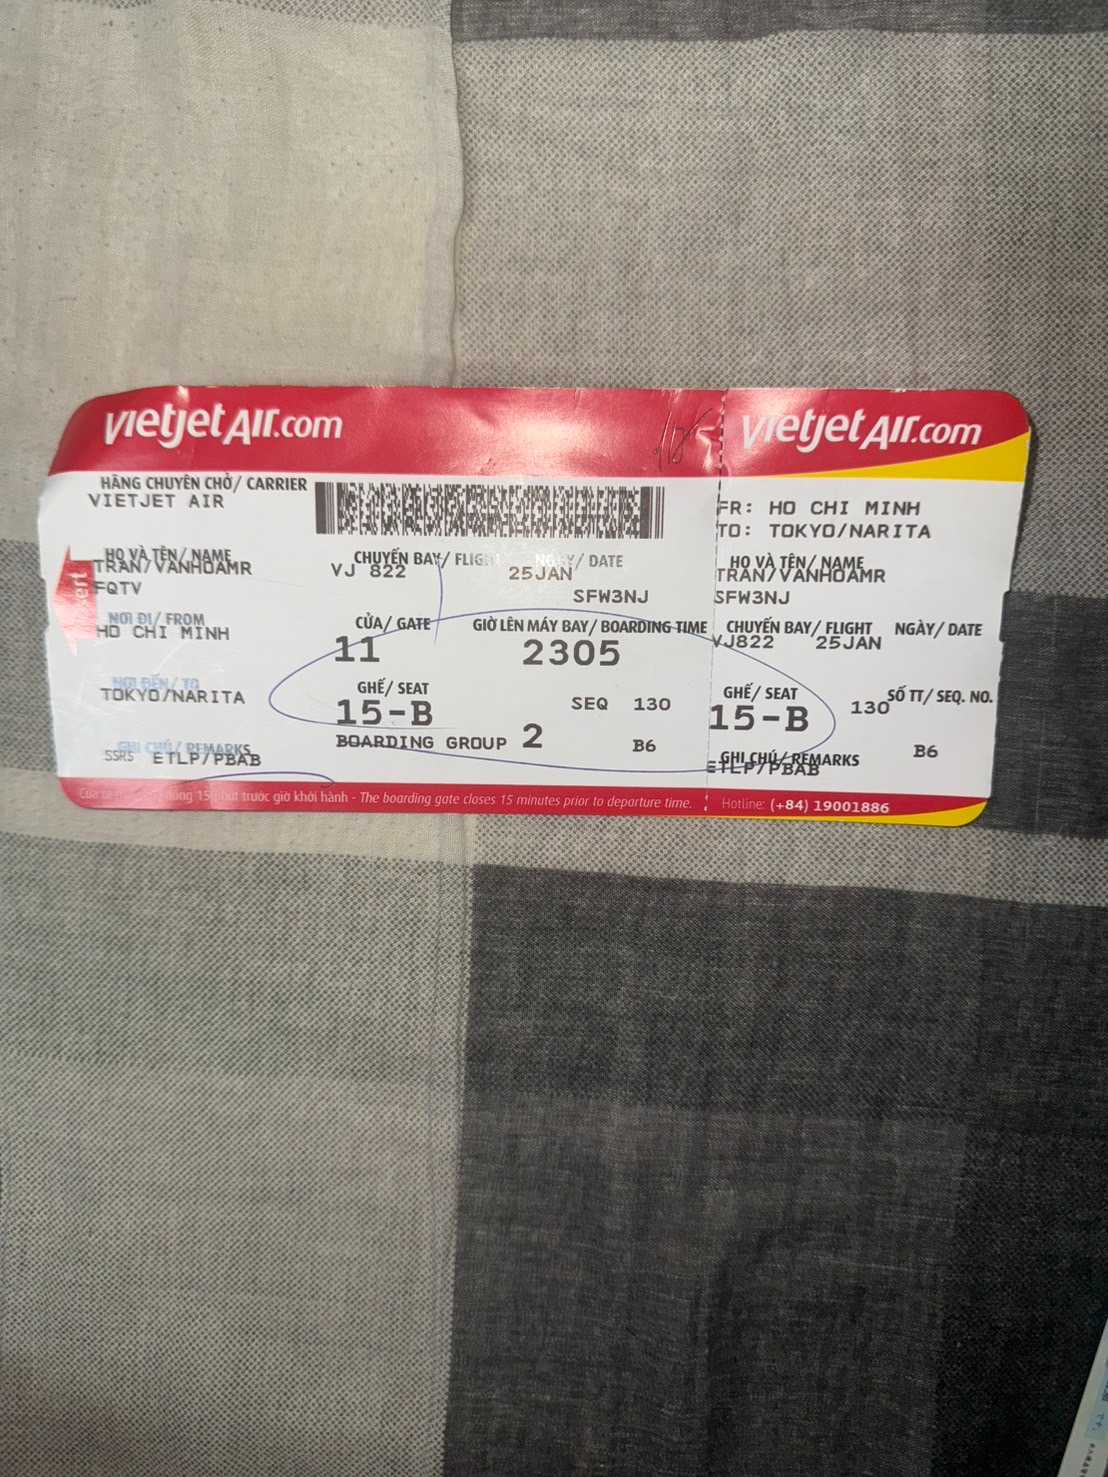 vietjetAir.com
HÃNG CHUYÊN CHỞ/ CARRIER
VIETJET AIR
HỌ VÀ TÊN/ NAME
TRAN/VANHOAMR
FQTV
NƠI ĐI/ FROM
HO CHI MINH
NƠI ĐẾN/ TO
TOKYO/NARITA
GHI CHÚ/ REMARKS
SSRS ETLP/PBAB
CHUYẾN BAY/ FLIGHT NGÀY/ DATE
VJ 822 25JAN
SFW3NJ
CỬA/ GATE GIỜ LÊN MÁY BAY/ BOARDING TIME
11 2305
GHẾ/ SEAT
15-B SEQ 130
BOARDING GROUP 2 B6
phút trước giờ khởi hành - The boarding gate closes 15 minutes prior to departure time.
vietjetAir.com
FR: HO CHI MINH
TO: TOKYO/NARITA
HỌ VÀ TÊN/ NAME
TRAN/VANHOAMR
SFW3NJ
CHUYẾN BAY/ FLIGHT NGÀY/ DATE
VJ822 25JAN
GHẾ/ SEAT SỐ TT/ SEQ. NO.
15-B 130
B6
GHI CHÚ/ REMARKS
ETLP/PBAB
Hotline: (+84) 19001886